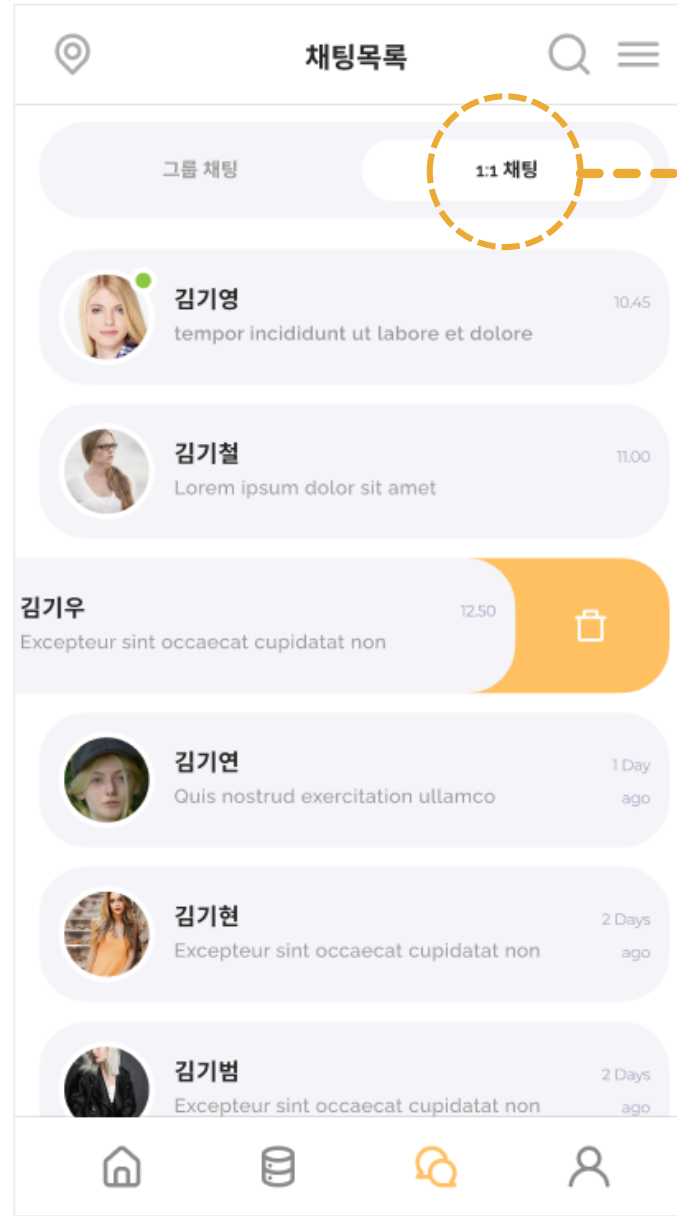 채팅목록
그룹 채팅
1:1 채팅
김기영
10.45
tempor incididunt ut labore et dolore
김기철
11.00
Lorem ipsum dolor sit amet
김기우
12.50
Excepteur sint occaecat cupidatat non
김기연
1 Day
Quis nostrud exercitation ullamco
ago
김기현
2 Days
Excepteur sint occaecat cupidatat non
ago
김기범
2 Days
Excepteur sint occaecat cupidatat non
ago